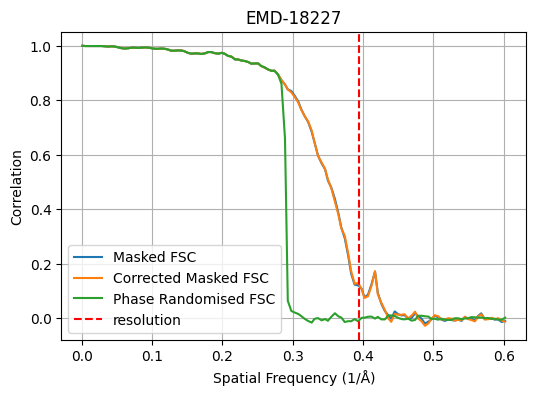 EMD-18227
1.0
0.8
0.6
0.4
0.2
0.0
Correlation
Masked FSC
Corrected Masked FSC
Phase Randomised FSC
resolution
0.0 0.1 0.2 0.3 0.4 0.5 0.6
Spatial Frequency (1/Å)